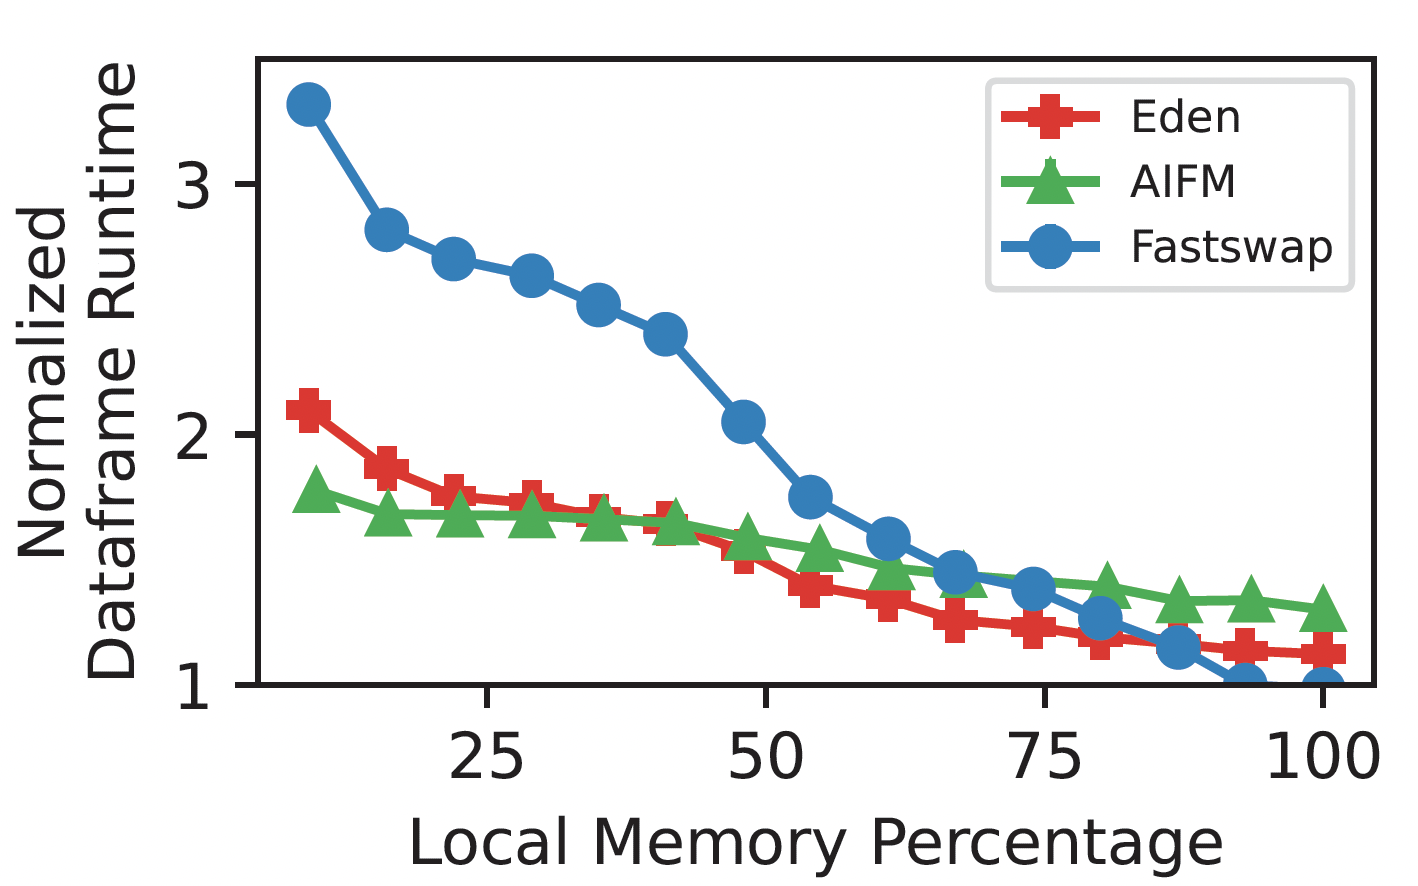 Normalized
Dataframe Runtime
3
2
1
25 50 75 100
Local Memory Percentage
Eden
AIFM
Fastswap